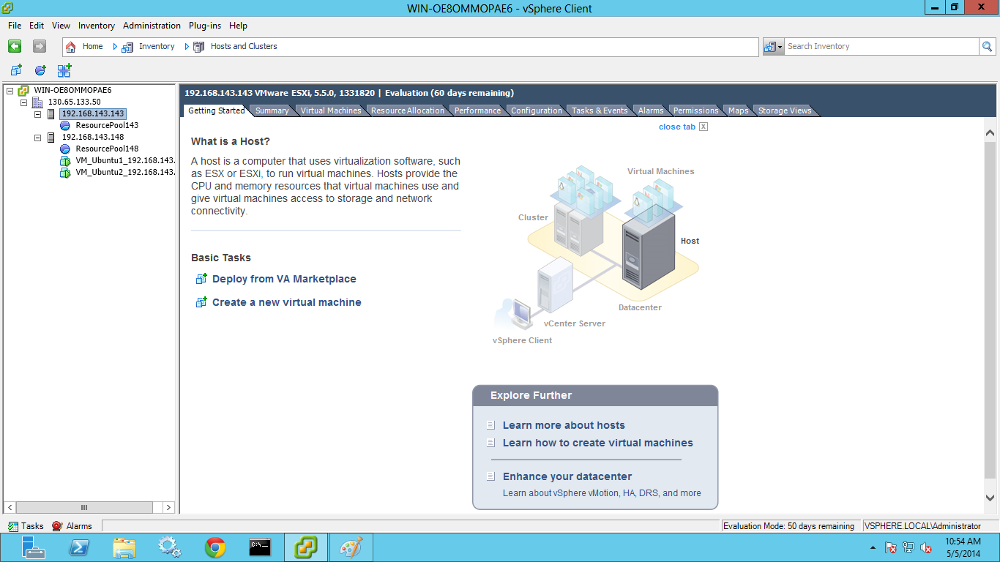 WIN-OE8OMMOPAE6 - vSphere Client
File Edit View Inventory Administration Plug-ins Help
Home Inventory Hosts and Clusters
Search Inventory
WIN-OE8OMMOPAE6
130.65.133.50
192.168.143.143
ResourcePool143
192.168.143.148
ResourcePool148
VM_Ubuntu1_192.168.143.
VM_Ubuntu2_192.168.143.
192.168.143.143 VMware ESXi, 5.5.0, 1331820 | Evaluation (60 days remaining)
Getting Started Summary Virtual Machines Resource Allocation Performance Configuration Tasks & Events Alarms Permissions Maps Storage Views
close tab X
What is a Host?
A host is a computer that uses virtualization software, such
as ESX or ESXi, to run virtual machines. Hosts provide the
CPU and memory resources that virtual machines use and
give virtual machines access to storage and network
connectivity.
Basic Tasks
Deploy from VA Marketplace
Create a new virtual machine
Virtual Machines
Cluster
Host
Datacenter
vCenter Server
vSphere Client
Explore Further
Learn more about hosts
Learn how to create virtual machines
Enhance your datacenter
Learn about vSphere vMotion, HA, DRS, and more
Tasks Alarms
Evaluation Mode: 50 days remaining
VSPHERE.LOCAL\Administrator
C:\_
10:54 AM
5/5/2014